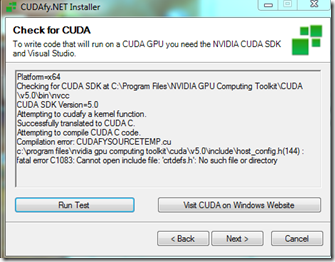 CUDAfy.NET Installer
Check for CUDA
To write code that will run on a CUDA GPU you need the NVIDIA CUDA SDK
and Visual Studio.
Platform=x64
Checking for CUDA SDK at C:\Program Files\NVIDIA GPU Computing Toolkit\CUDA
\v5.0\bin\nvcc
CUDA SDK Version=5.0
Attempting to cudafy a kernel function.
Successfully translated to CUDA C.
Attempting to compile CUDA C code.
Compilation error: CUDAFYSOURCETEMP.cu
c:\program files\nvidia gpu computing toolkit\cuda\v5.0\include\host_config.h(144) :
fatal error C1083: Cannot open include file: 'crtdefs.h': No such file or directory
Run Test
Visit CUDA on Windows Website
< Back
Next >
Cancel